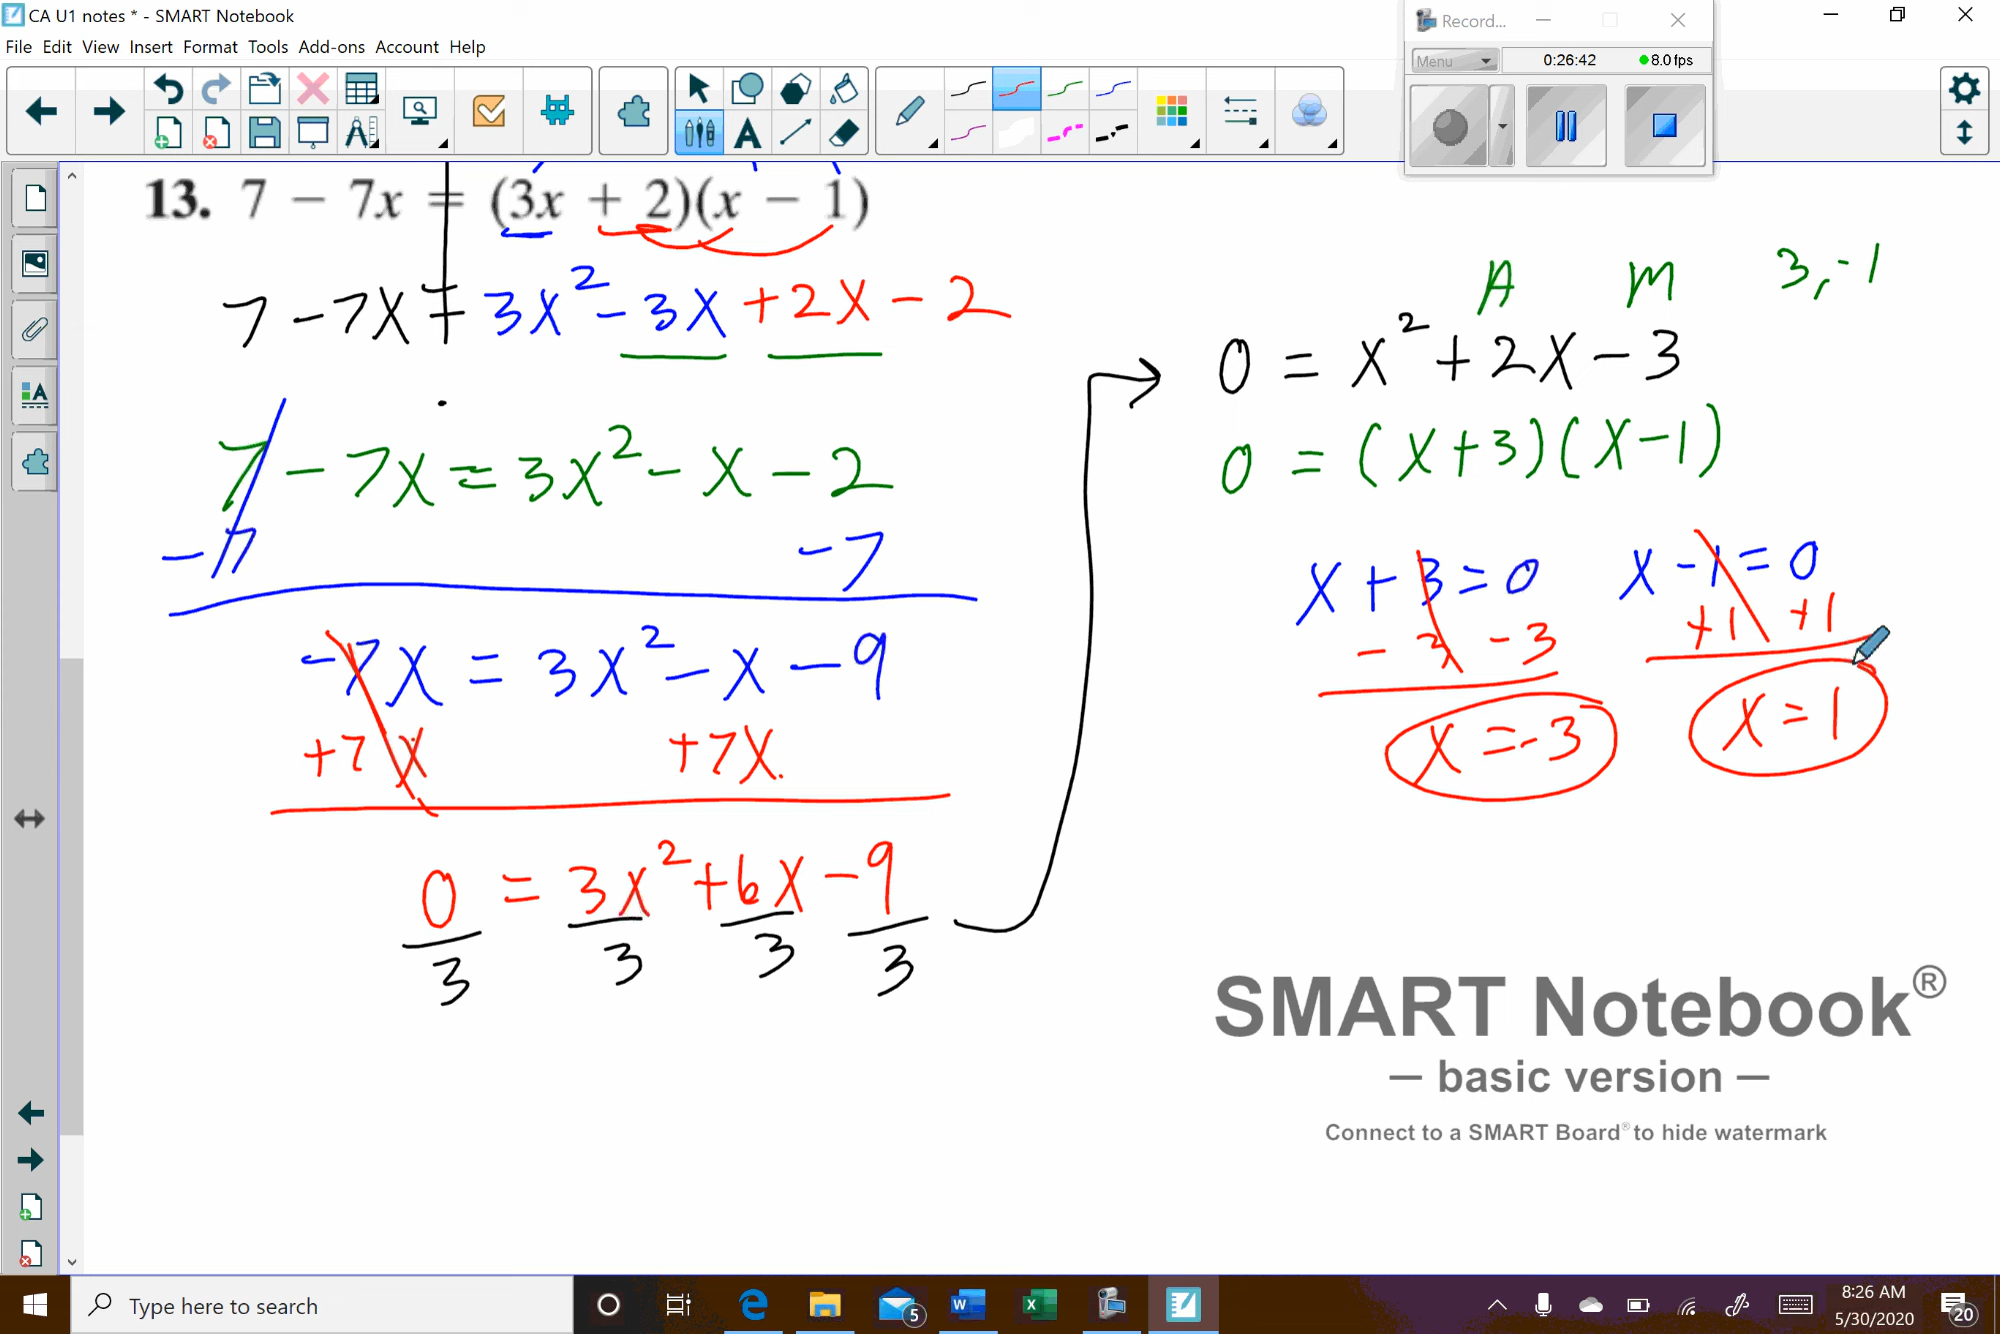 CA U1 notes * - SMART Notebook
File Edit View Insert Format Tools Add-ons Account Help
Record...
Menu 0:26:42 8.0 fps
A
13. 7 − 7x = (3x + 2)(x − 1)
7 - 7x = 3x² - 3x + 2x - 2
7 - 7x = 3x² - x - 2
-7 -7
-7x = 3x² - x - 9
+7x +7x
0 = 3x² + 6x - 9
3 3 3 3
A M 3, -1
0 = x² + 2x - 3
0 = (x+3)(x-1)
x + 3 = 0 x - 1 = 0
- 3 - 3 +1 +1
x = -3 x = 1
SMART Notebook®
— basic version —
Connect to a SMART Board® to hide watermark
Type here to search
5
W
X
8:26 AM
5/30/2020
20